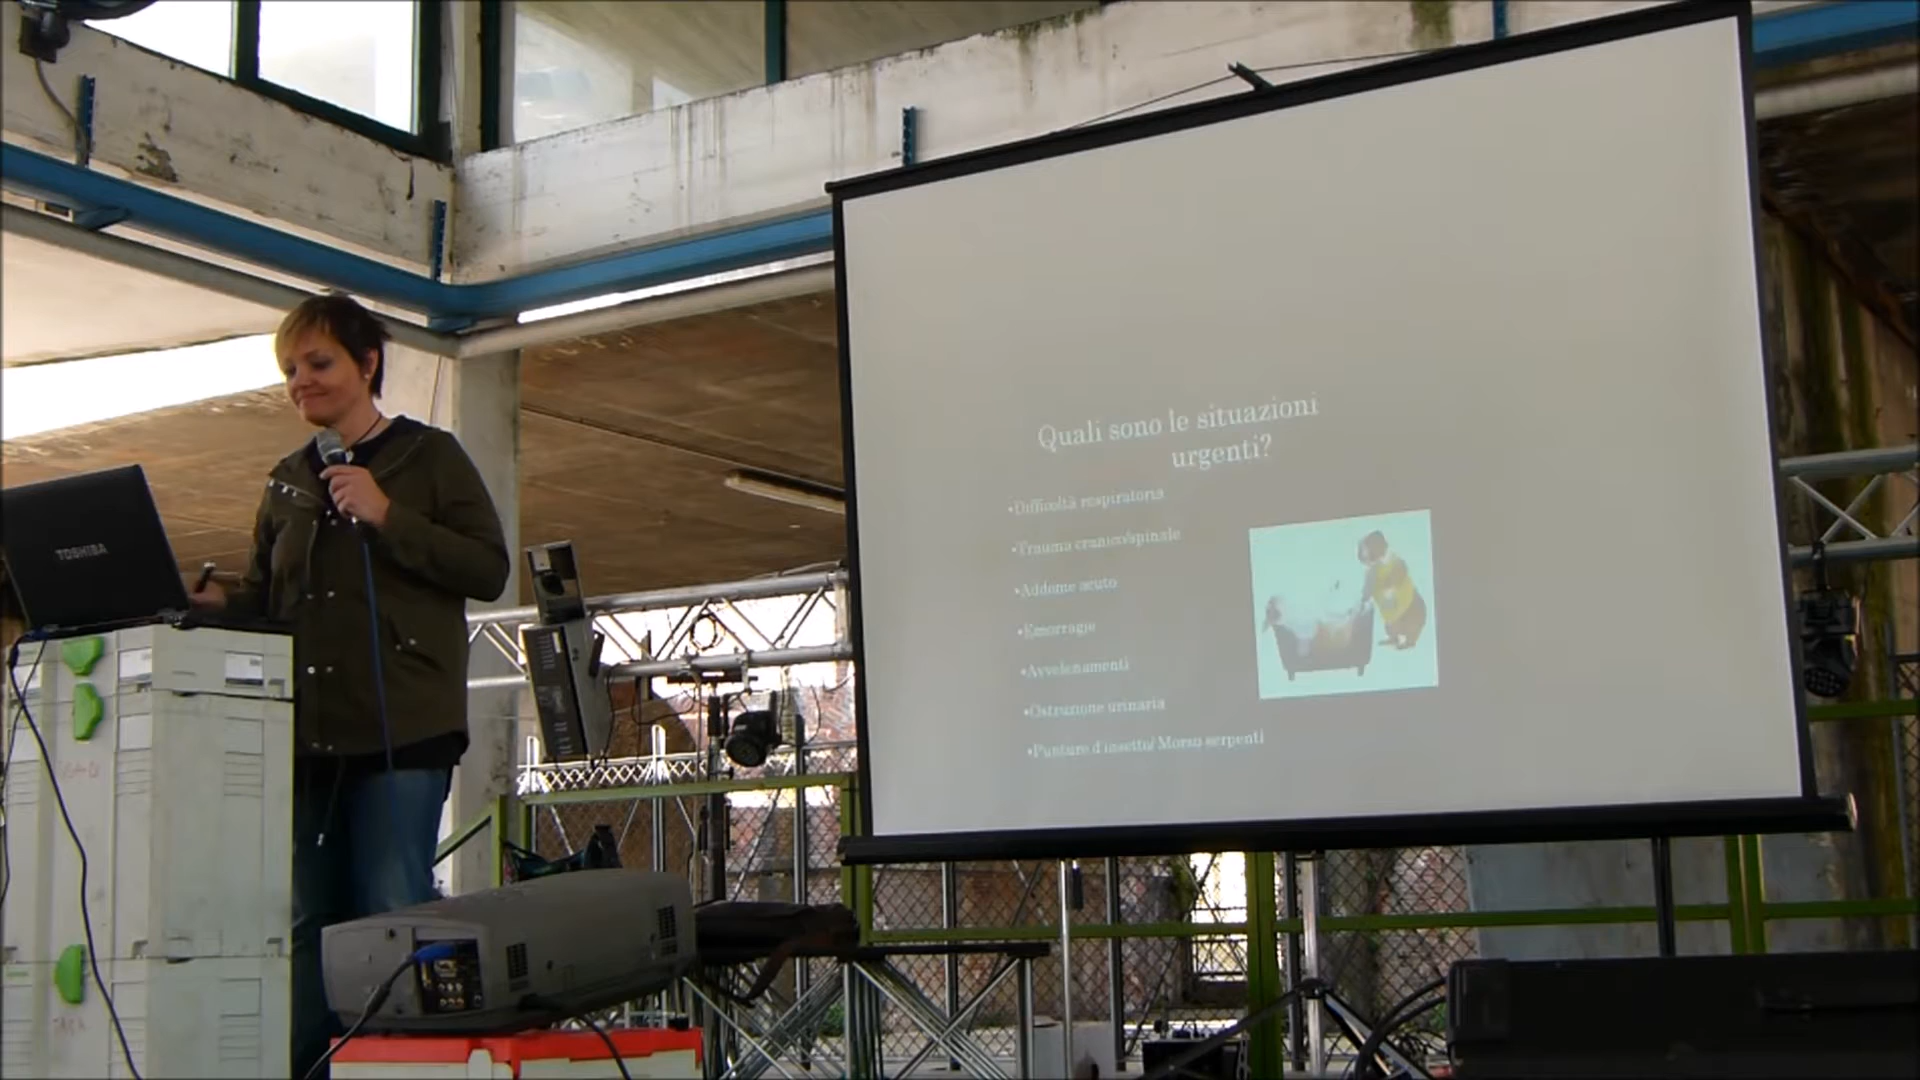 TOSHIBA
Quali sono le situazioni
urgenti?
•Difficoltà respiratoria
•Trauma cranico/spinale
•Addome acuto
•Emorragie
•Avvelenamenti
•Ostruzione urinaria
•Punture d'insetto/ Morso serpenti